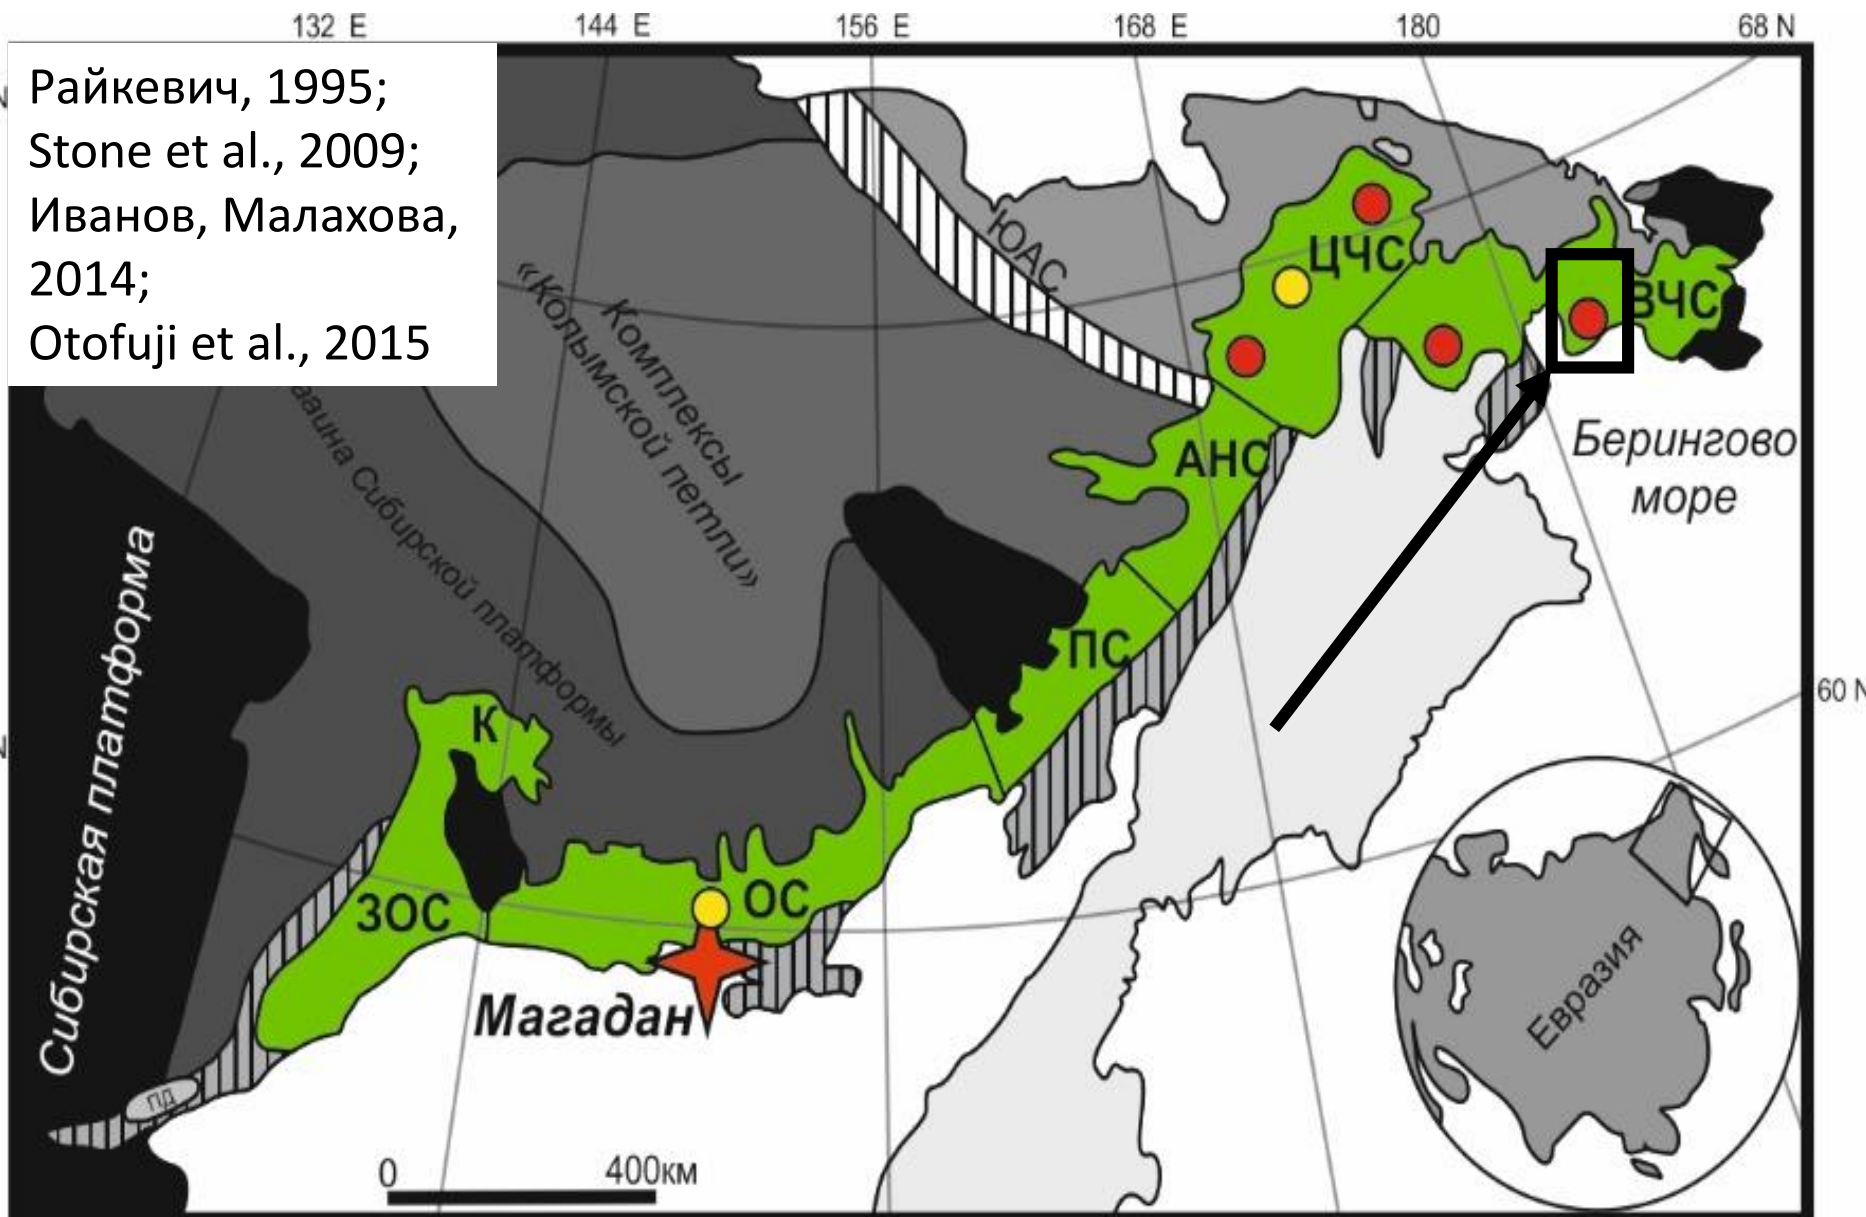 132 E 144 E 156 E 168 E 180 68 N
Райкевич, 1995;
Stone et al., 2009;
Иванов, Малахова,
2014;
Otofuji et al., 2015
ЮАС
ЦЧС
ВЧС
Комплексы
«Колымской петли»
Сибирской платформы
АНС
Берингово
море
Сибирская платформа
ПС
60 N
К
ЗОС
ОС
Магадан
Евразия
ПД
0 400км